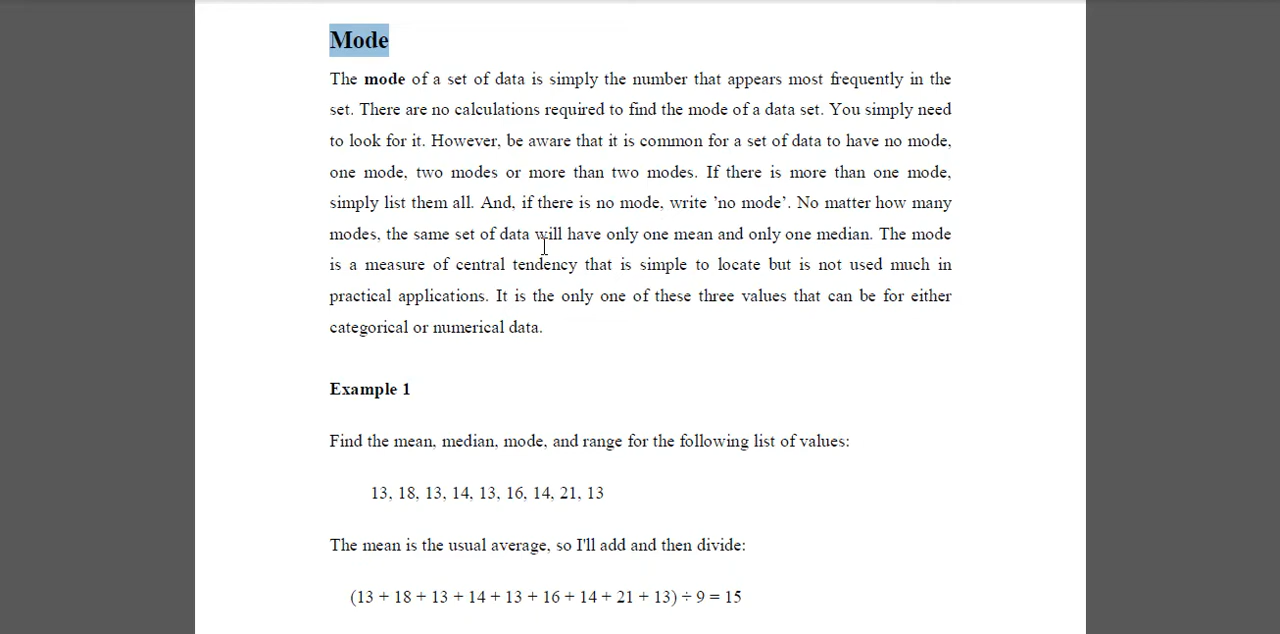 Mode
The mode of a set of data is simply the number that appears most frequently in the
set. There are no calculations required to find the mode of a data set. You simply need
to look for it. However, be aware that it is common for a set of data to have no mode,
one mode, two modes or more than two modes. If there is more than one mode,
simply list them all. And, if there is no mode, write 'no mode'. No matter how many
modes, the same set of data will have only one mean and only one median. The mode
is a measure of central tendency that is simple to locate but is not used much in
practical applications. It is the only one of these three values that can be for either
categorical or numerical data.
Example 1
Find the mean, median, mode, and range for the following list of values:
13, 18, 13, 14, 13, 16, 14, 21, 13
The mean is the usual average, so I'll add and then divide:
(13 + 18 + 13 + 14 + 13 + 16 + 14 + 21 + 13) ÷ 9 = 15